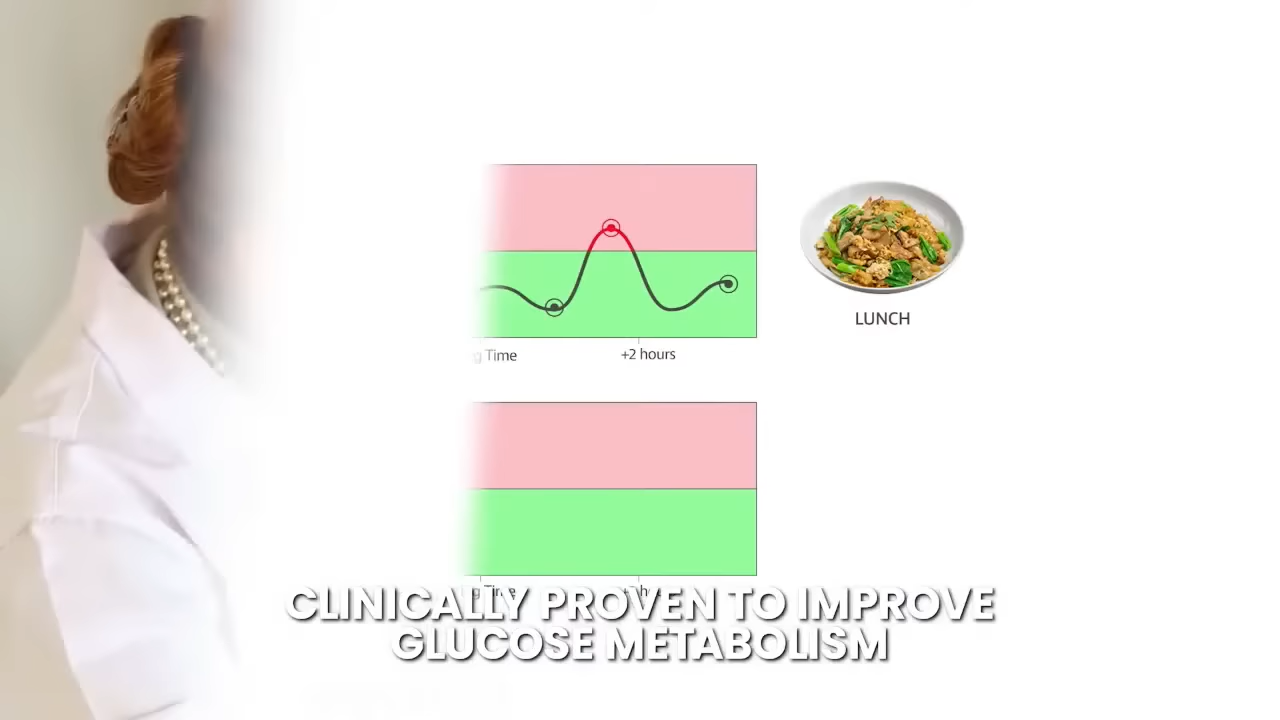 LUNCH
Time
+2 hours
CLINICALLY PROVEN TO IMPROVE
GLUCOSE METABOLISM